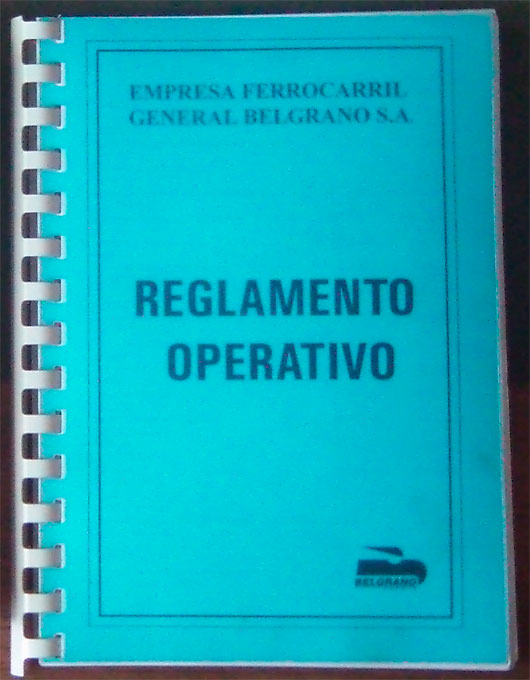 EMPRESA FERROCARRIL
GENERAL BELGRANO S.A.
REGLAMENTO
OPERATIVO
BELGRANO